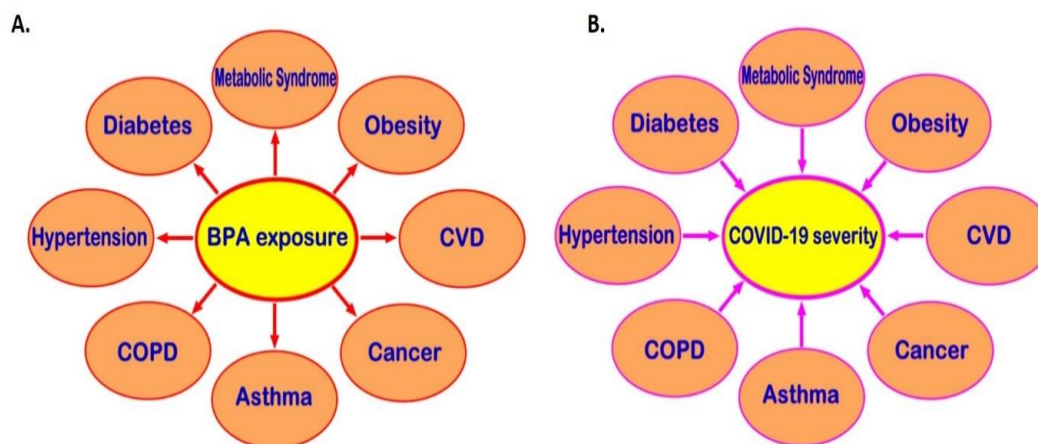 A.
Metabolic Syndrome
Diabetes
Obesity
Hypertension
BPA exposure
CVD
COPD
Cancer
Asthma
B.
Metabolic Syndrome
Diabetes
Obesity
Hypertension
COVID-19 severity
CVD
COPD
Cancer
Asthma